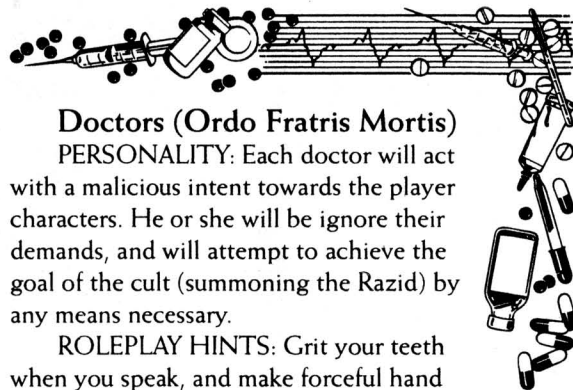 Doctors (Ordo Fratris Mortis)
PERSONALITY: Each doctor will act
with a malicious intent towards the player
characters. He or she will be ignore their
demands, and will attempt to achieve the
goal of the cult (summoning the Razid) by
any means necessary.
ROLEPLAY HINTS: Grit your teeth
when you speak, and make forceful hand